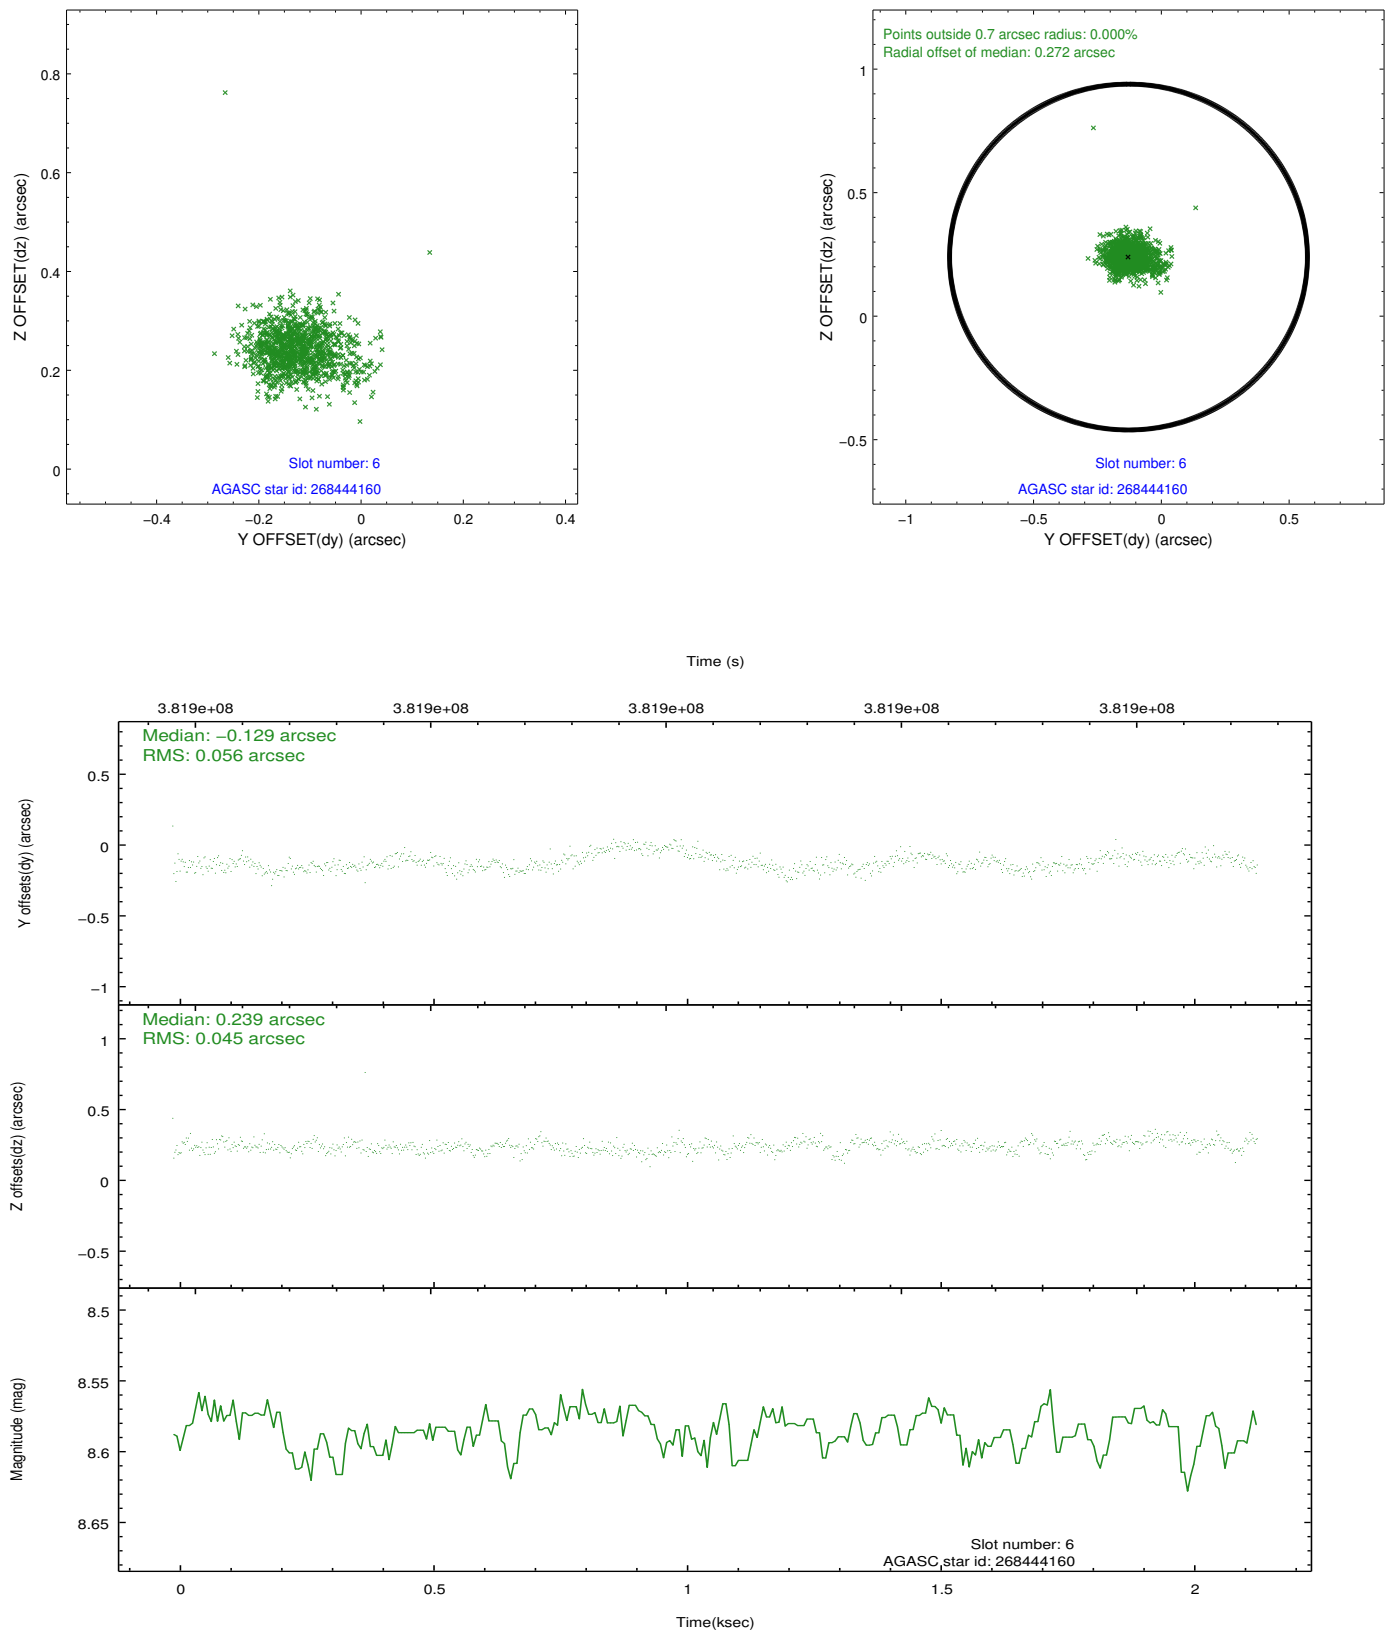 0.8
0.6
0.4
0.2
0
−0.4
−0.2
0
0.2
0.4
Z OFFSET(dz) (arcsec)
Y OFFSET(dy) (arcsec)
Slot number: 6
AGASC star id: 268444160
Points outside 0.7 arcsec radius: 0.000%
Radial offset of median: 0.272 arcsec
1
0.5
0
−0.5
−1
−0.5
0
0.5
Z OFFSET(dz) (arcsec)
Y OFFSET(dy) (arcsec)
Slot number: 6
AGASC star id: 268444160
Time (s)
3.819e+08
3.819e+08
3.819e+08
3.819e+08
3.819e+08
Median: −0.129 arcsec
RMS: 0.056 arcsec
0.5
0
−0.5
−1
Y offsets(dy) (arcsec)
Median: 0.239 arcsec
RMS: 0.045 arcsec
1
0.5
0
−0.5
Z offsets(dz) (arcsec)
8.5
8.55
8.6
8.65
Magnitude (mag)
Slot number: 6
AGASC star id: 268444160
0
0.5
1
1.5
2
Time(ksec)